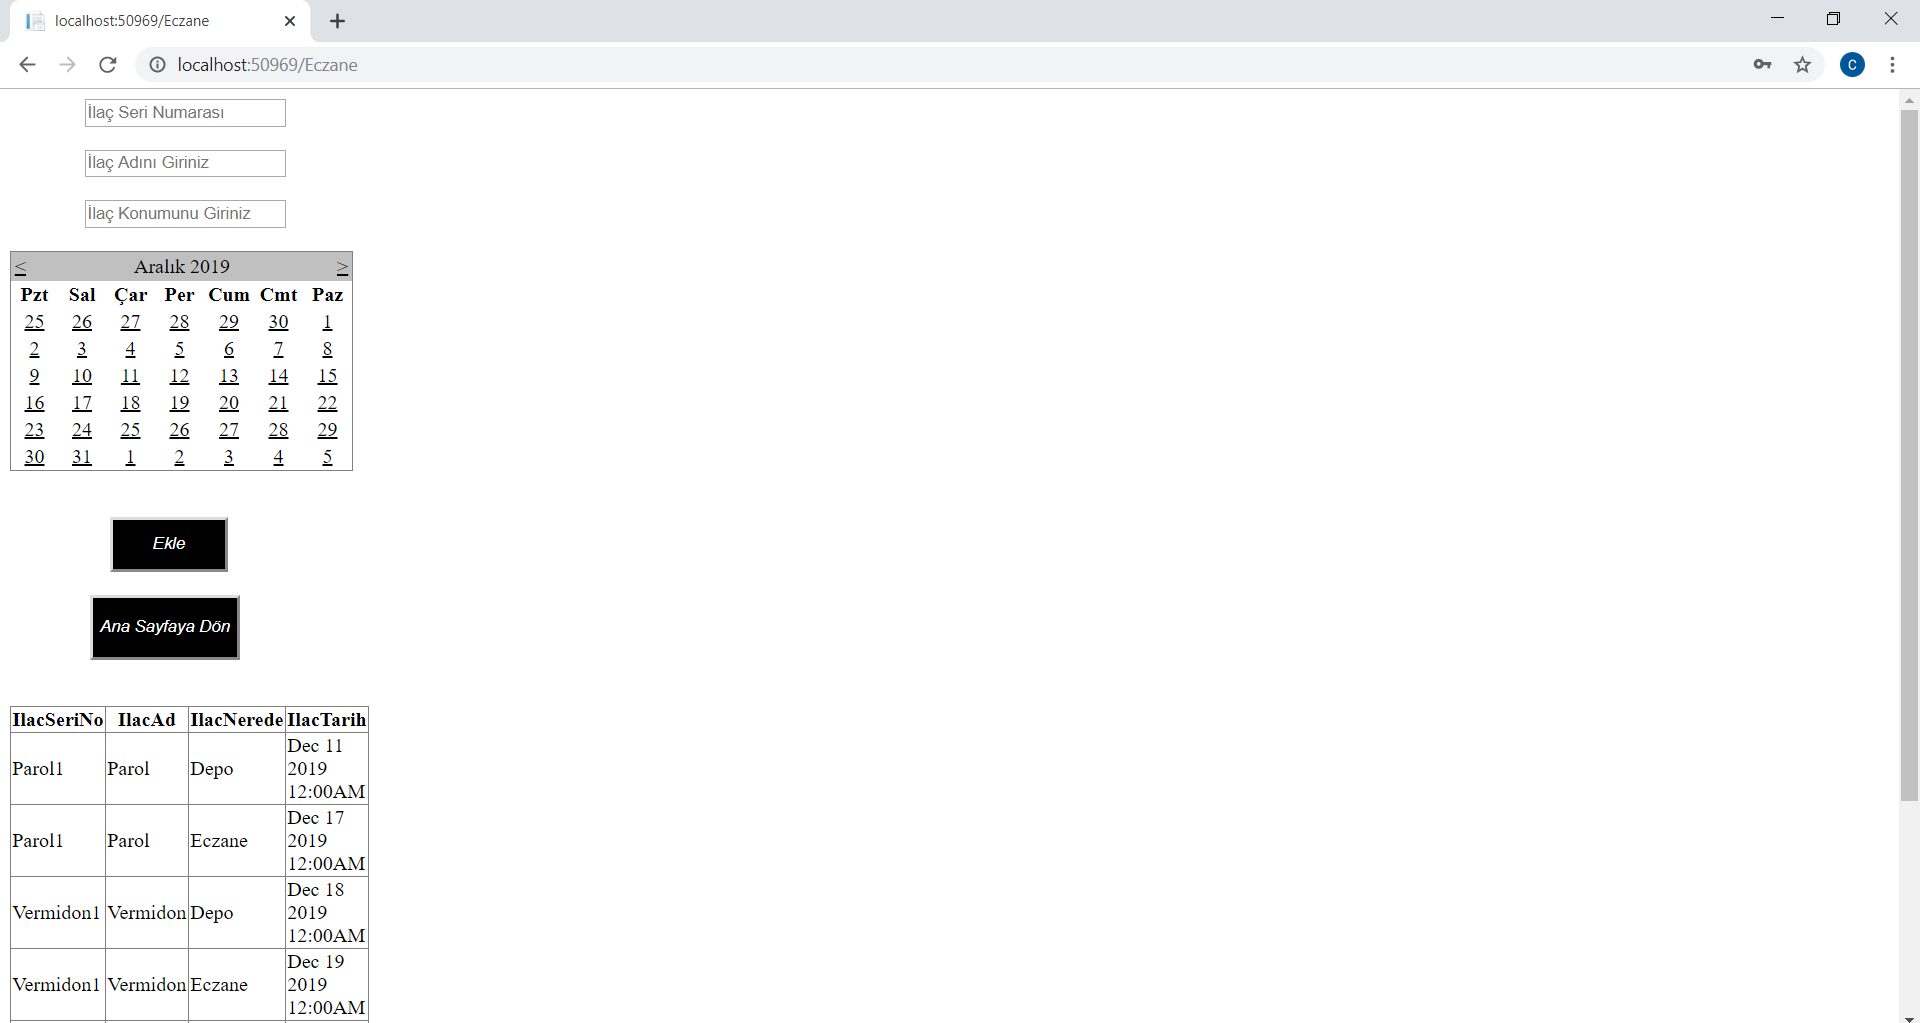 localhost:50969/Eczane
localhost:50969/Eczane
C
İlaç Seri Numarası
İlaç Adını Giriniz
İlaç Konumunu Giriniz
< Aralık 2019 >
Pzt Sal Çar Per Cum Cmt Paz
25 26 27 28 29 30 1
2 3 4 5 6 7 8
9 10 11 12 13 14 15
16 17 18 19 20 21 22
23 24 25 26 27 28 29
30 31 1 2 3 4 5
Ekle
Ana Sayfaya Dön
IlacSeriNo IlacAd IlacNerede IlacTarih
Parol1 Parol Depo Dec 11
2019
12:00AM
Parol1 Parol Eczane Dec 17
2019
12:00AM
Vermidon1 Vermidon Depo Dec 18
2019
12:00AM
Vermidon1 Vermidon Eczane Dec 19
2019
12:00AM